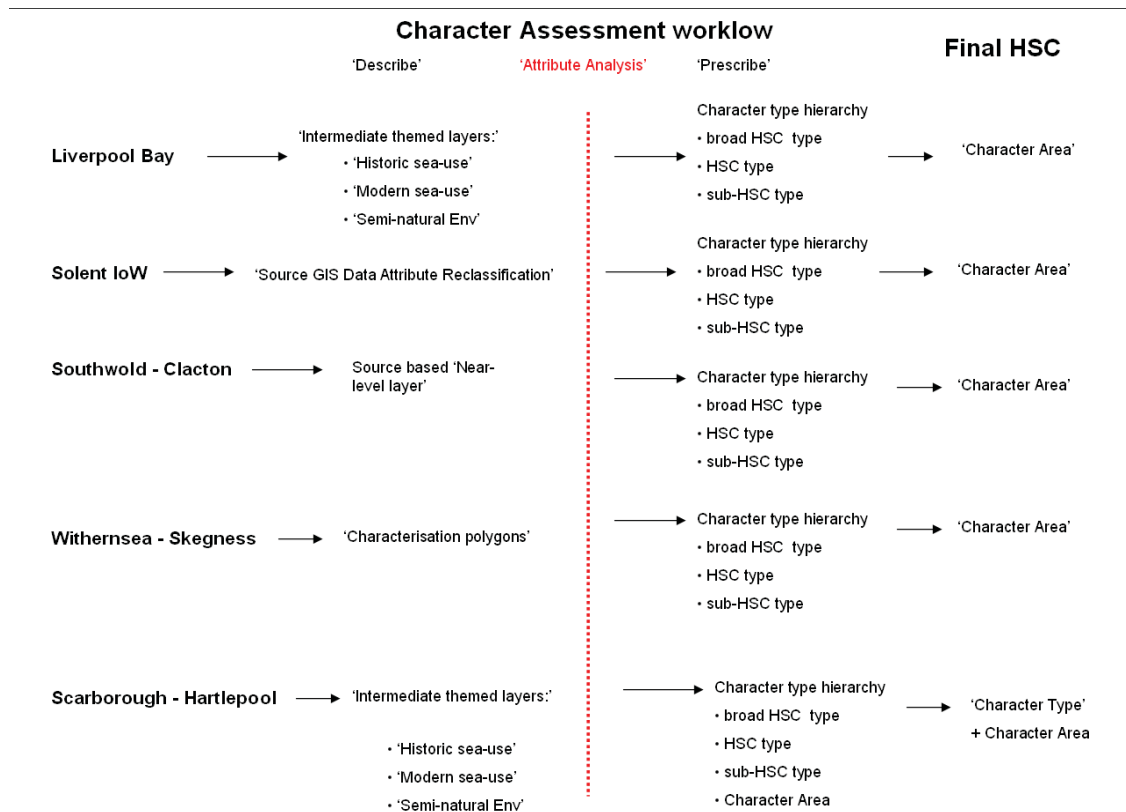 Character Assessment worklow
Final HSC
‘Describe’
‘Attribute Analysis’
‘Prescribe’
Liverpool Bay
‘Intermediate themed layers:’
• ‘Historic sea-use’
• ‘Modern sea-use’
• ‘Semi-natural Env’
Character type hierarchy
• broad HSC type
• HSC type
• sub-HSC type
‘Character Area’
Solent IoW
‘Source GIS Data Attribute Reclassification’
Character type hierarchy
• broad HSC type
• HSC type
• sub-HSC type
‘Character Area’
Southwold - Clacton
Source based ‘Near-
level layer’
Character type hierarchy
• broad HSC type
• HSC type
• sub-HSC type
‘Character Area’
Withernsea - Skegness
‘Characterisation polygons’
Character type hierarchy
• broad HSC type
• HSC type
• sub-HSC type
‘Character Area’
Scarborough - Hartlepool
‘Intermediate themed layers:’
• ‘Historic sea-use’
• ‘Modern sea-use’
• ‘Semi-natural Env’
Character type hierarchy
• broad HSC type
• HSC type
• sub-HSC type
• Character Area
‘Character Type’
+ Character Area